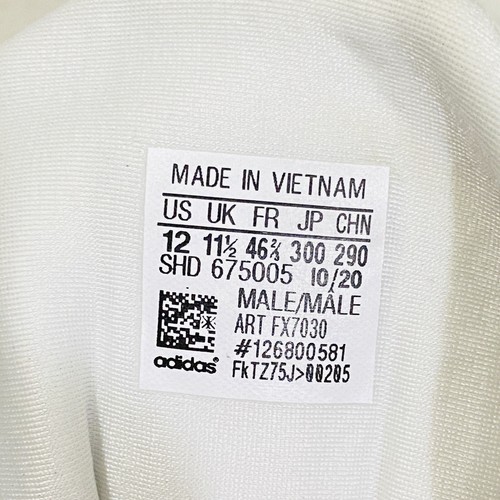 MADE IN VIETNAM
US UK FR JP CHN
12 11½ 46⅔ 300 290
SHD 675005 10/20
MALE/MÂLE
ART FX7030
#126800581
adidas FkTZ75J>00205